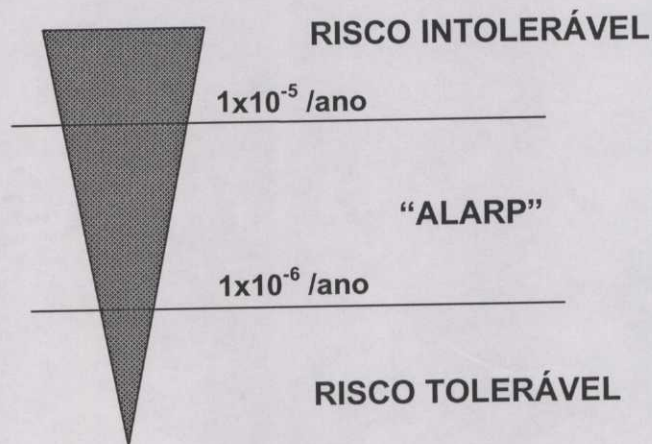 RISCO INTOLERÁVEL
1x10⁻⁵ /ano
“ALARP”
1x10⁻⁶ /ano
RISCO TOLERÁVEL